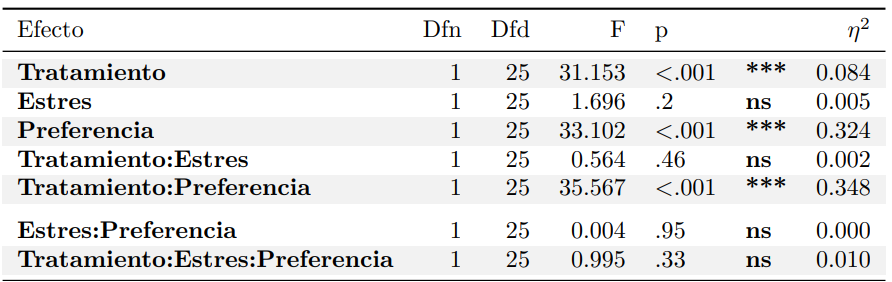 Efecto Dfn Dfd F p η²
Tratamiento 1 25 31.153 <.001 *** 0.084
Estres 1 25 1.696 .2 ns 0.005
Preferencia 1 25 33.102 <.001 *** 0.324
Tratamiento:Estres 1 25 0.564 .46 ns 0.002
Tratamiento:Preferencia 1 25 35.567 <.001 *** 0.348
Estres:Preferencia 1 25 0.004 .95 ns 0.000
Tratamiento:Estres:Preferencia 1 25 0.995 .33 ns 0.010